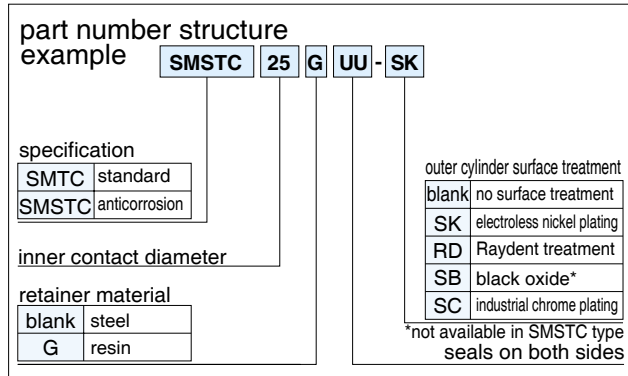 part number structure
example
SMSTC 25 G UU - SK
specification
SMTC standard
SMSTC anticorrosion
inner contact diameter
retainer material
blank steel
G resin
outer cylinder surface treatment
blank no surface treatment
SK electroless nickel plating
RD Raydent treatment
SB black oxide*
SC industrial chrome plating
*not available in SMSTC type
seals on both sides